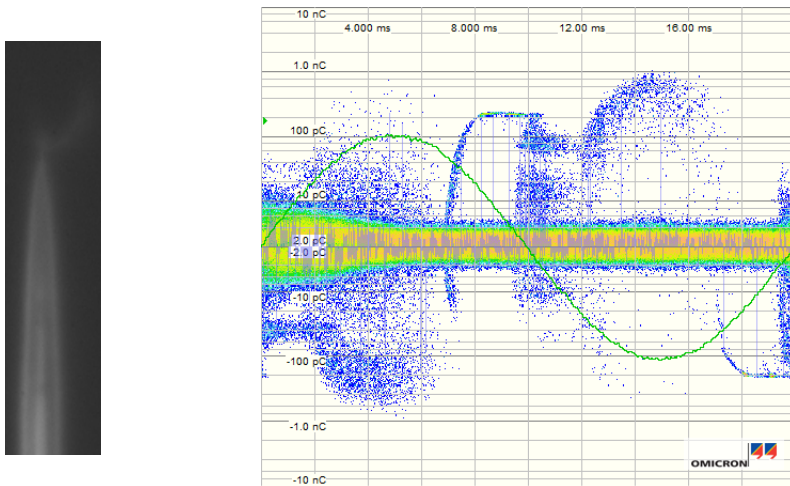 10 nC
4.000 ms 8.000 ms 12.00 ms 16.00 ms
1.0 nC
100 pC
10 pC
2.0 pC
-2.0 pC
-10 pC
-100 pC
-1.0 nC
OMICRON
-10 nC